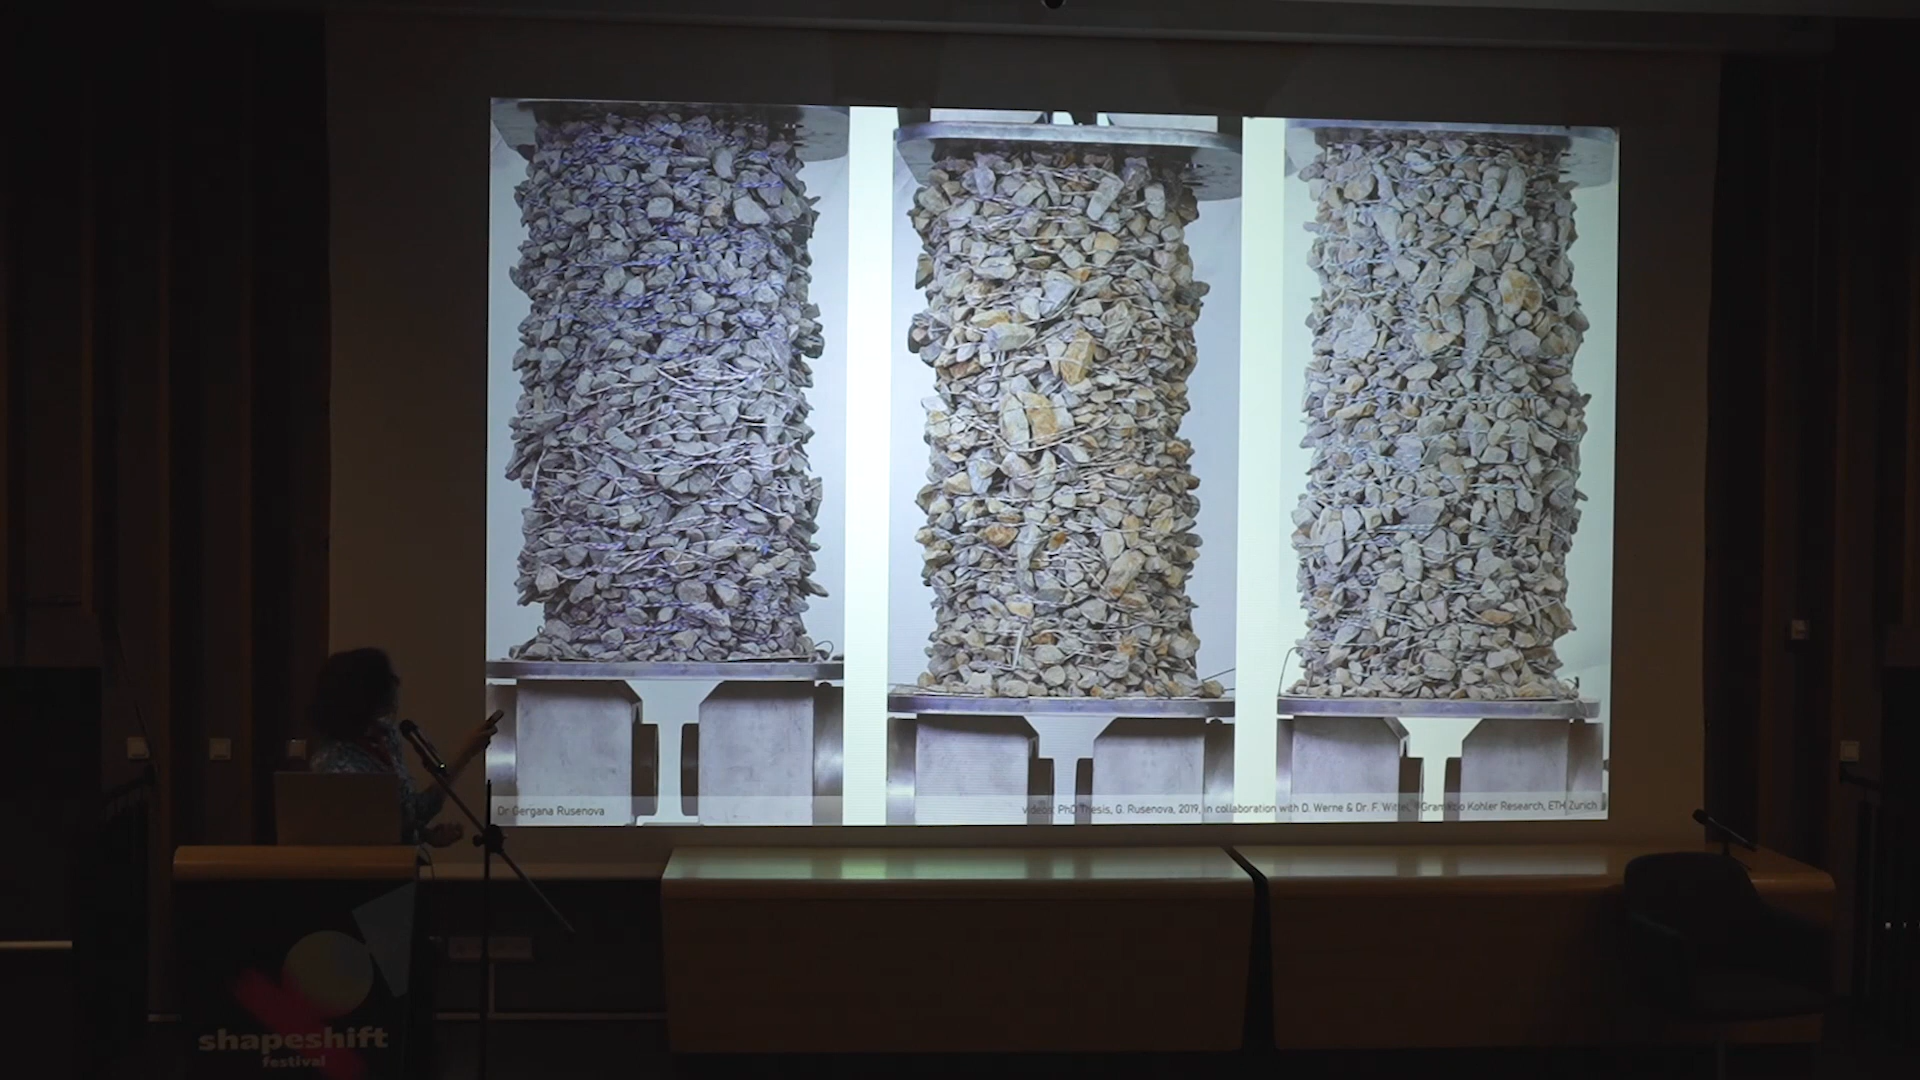 Dr Gergana Rusenova
videos: PhD Thesis, G. Rusenova, 2019, in collaboration with D. Werne & Dr. F. Wittel, Gramazio Kohler Research, ETH Zurich
shapeshift
festival